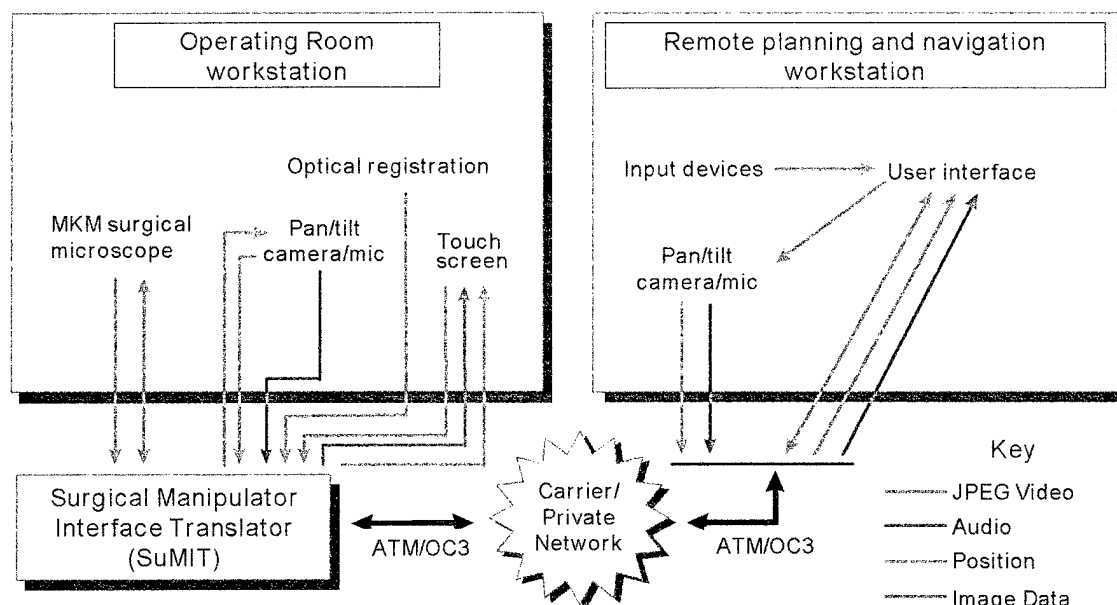 Operating Room
workstation
Optical registration
MKM surgical
microscope
Pan/tilt
camera/mic
Touch
screen
Remote planning and navigation
workstation
Input devices
User interface
Pan/tilt
camera/mic
Surgical Manipulator
Interface Translator
(SuMIT)
ATM/OC3
Carrier/
Private
Network
ATM/OC3
Key
JPEG Video
Audio
Position
Image Data